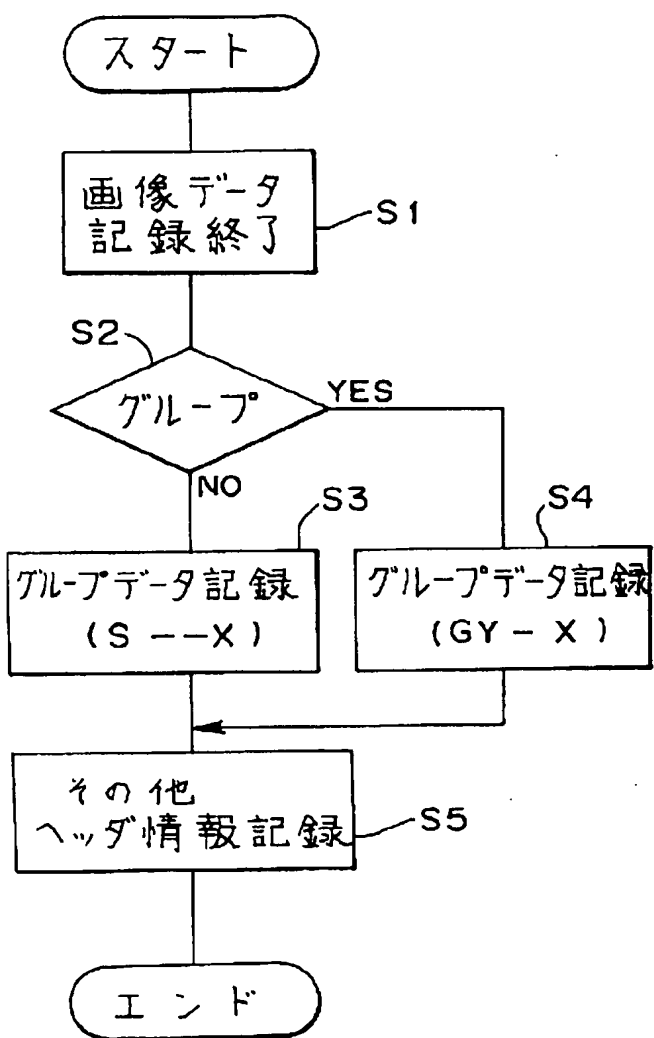 スタート
画像データ
記録終了
S1
S2
グループ
YES
NO
S3
グループデータ記録
(S --X)
S4
グループデータ記録
(GY - X)
その他
ヘッダ情報記録
S5
エンド